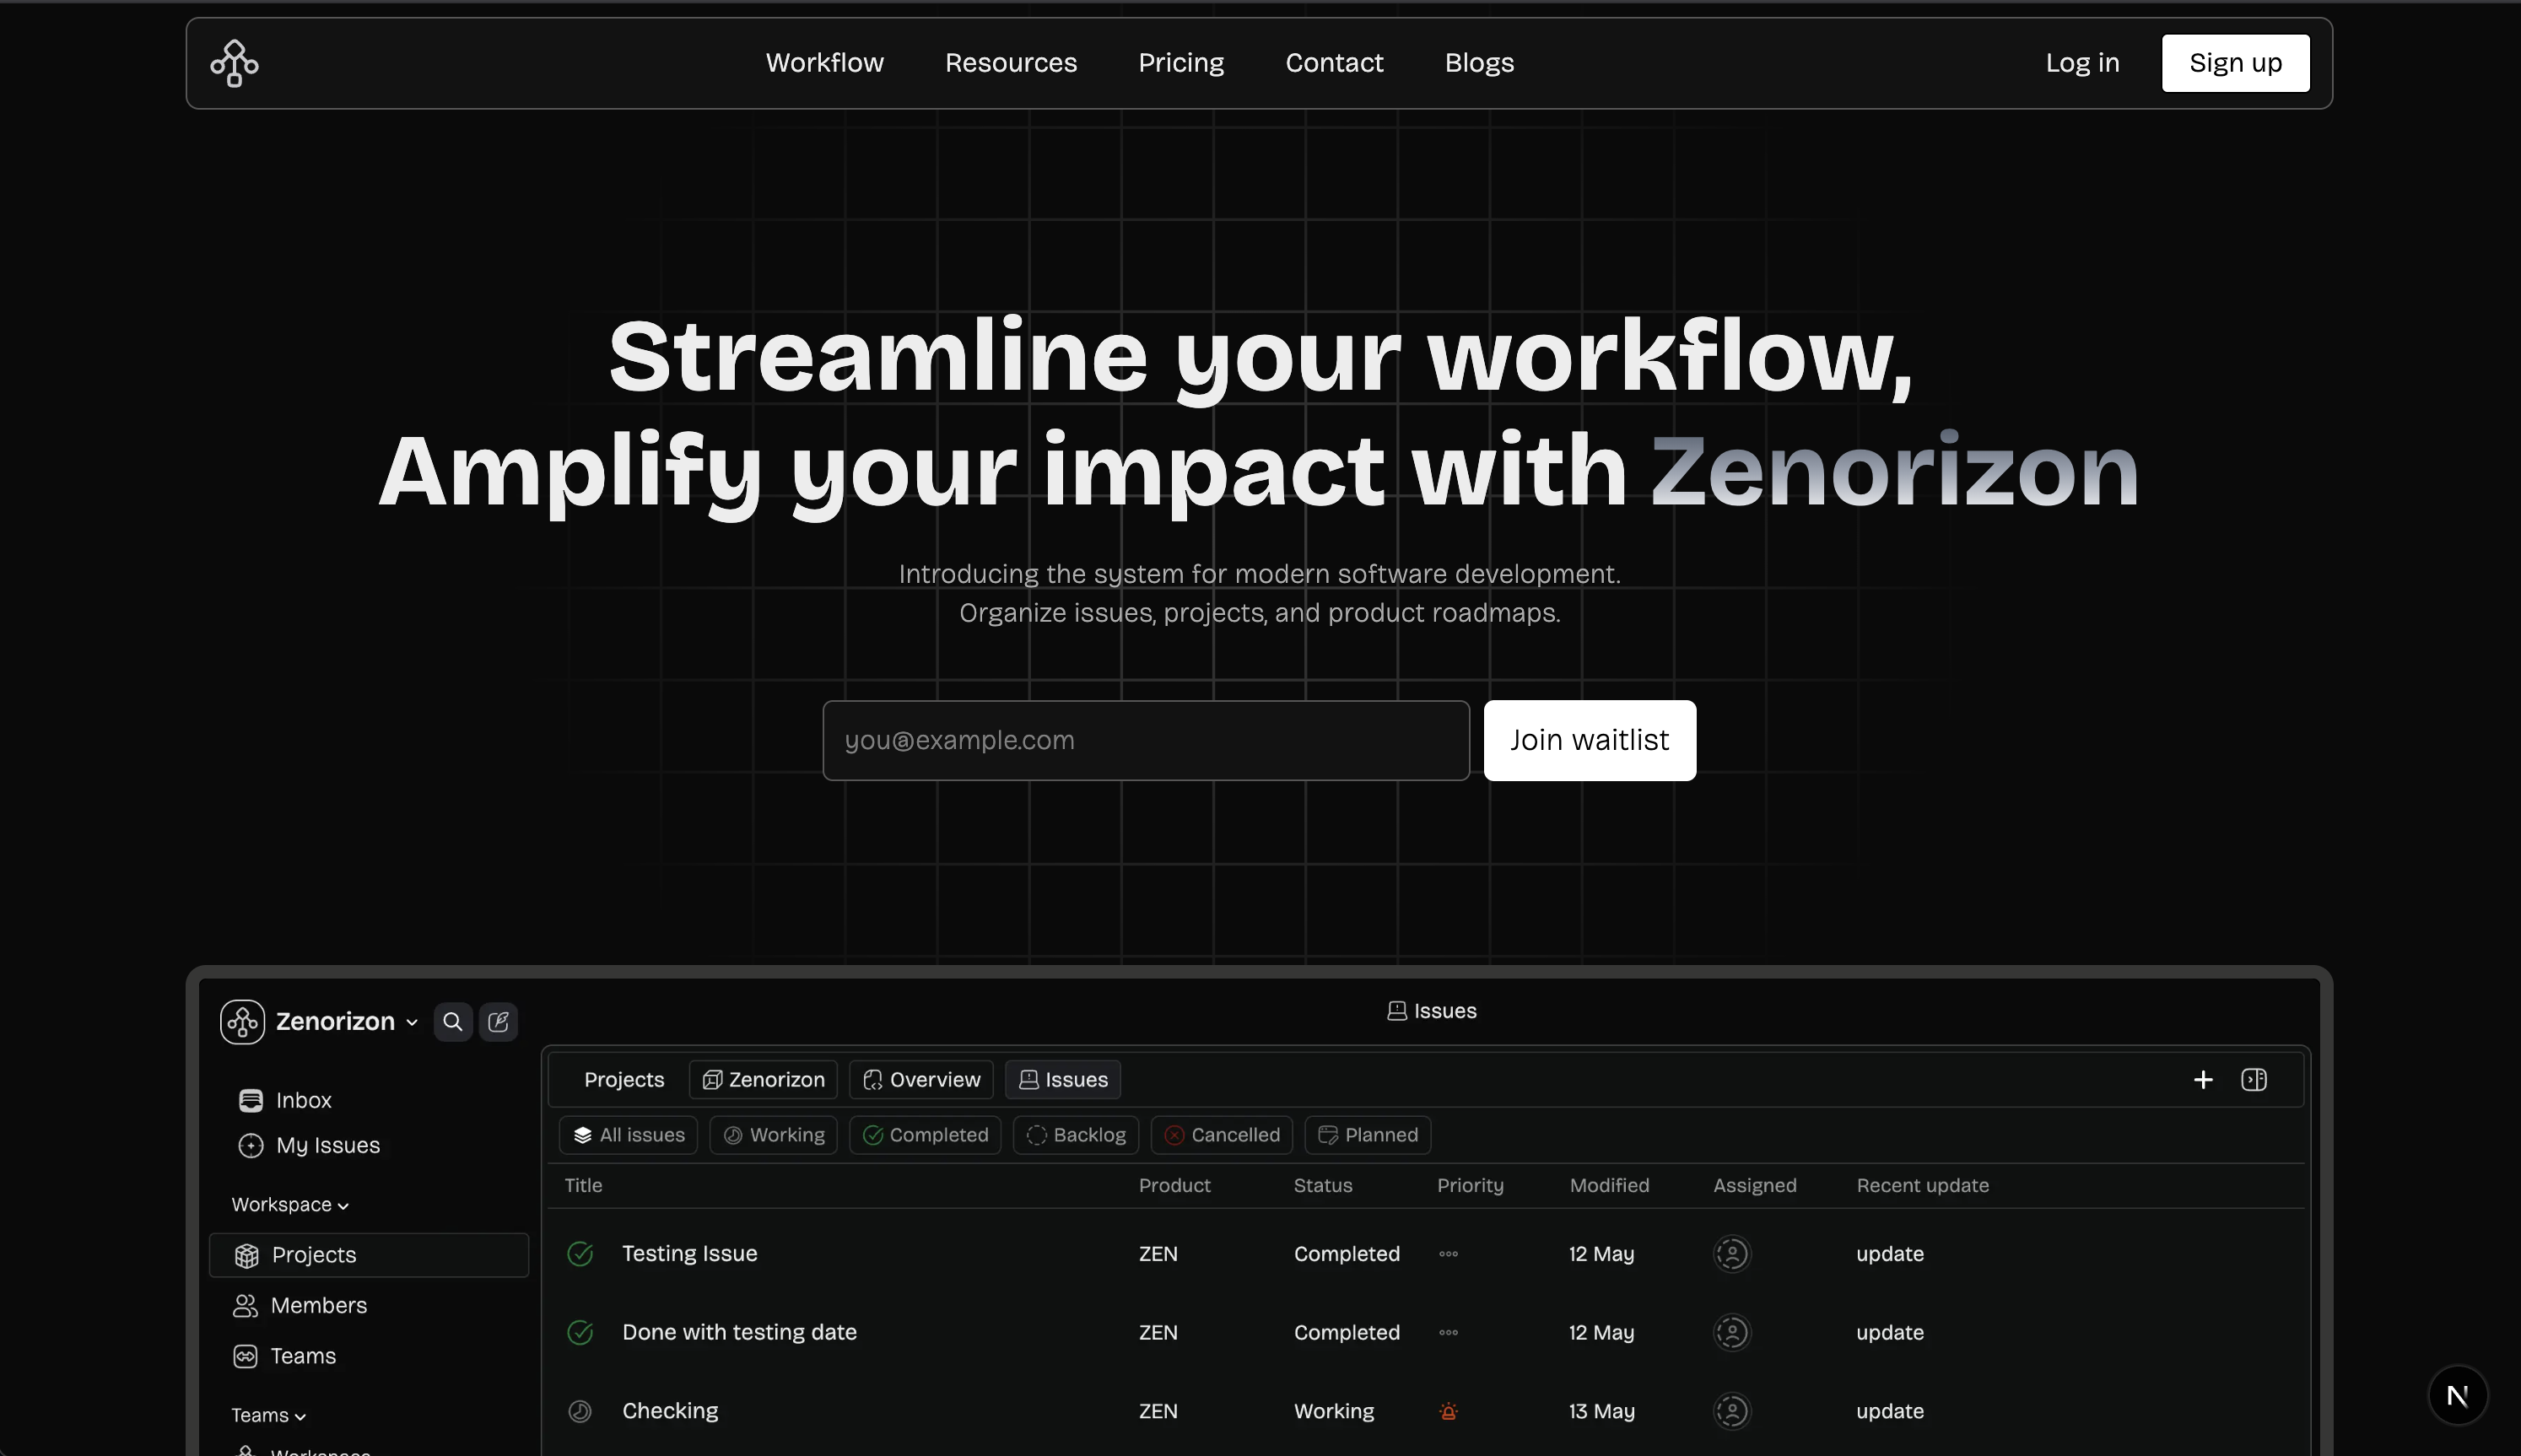 Workflow Resources Pricing Contact Blogs Log in Sign up
Streamline your workflow,
Amplify your impact with Zenorizon
Introducing the system for modern software development.
Organize issues, projects, and product roadmaps.
you@example.com Join waitlist
Zenorizon
Inbox
My Issues
Workspace
Projects
Members
Teams
Teams
Workspace
Issues
Projects Zenorizon Overview Issues
All issues Working Completed Backlog Cancelled Planned
Title Product Status Priority Modified Assigned Recent update
Testing Issue ZEN Completed 12 May update
Done with testing date ZEN Completed 12 May update
Checking ZEN Working 13 May update
N